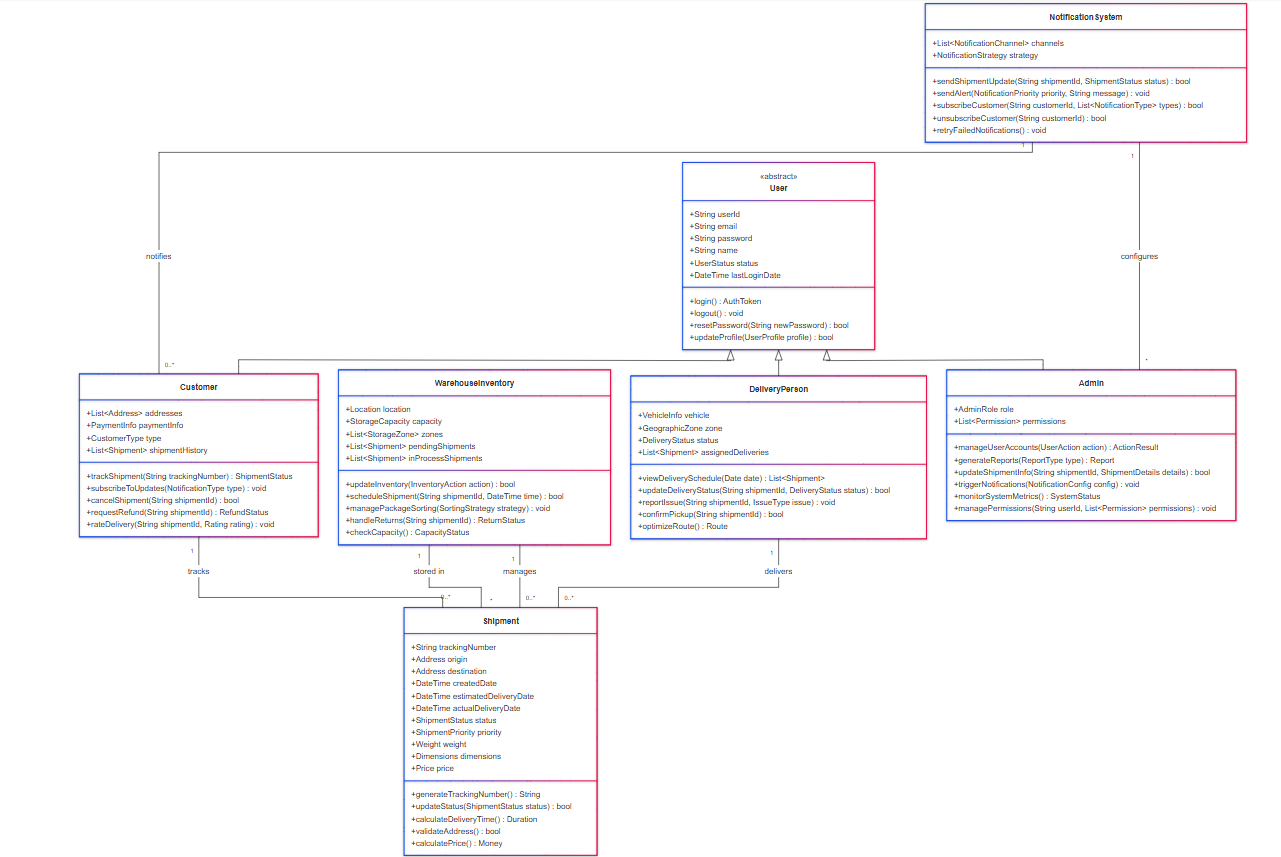 NotificationSystem
+List<NotificationChannel> channels
+NotificationStrategy strategy
+sendShipmentUpdate(String shipmentId, ShipmentStatus status) : bool
+sendAlert(NotificationPriority priority, String message) : void
+subscribeCustomer(String customerId, List<NotificationType> types) : bool
+unsubscribeCustomer(String customerId) : bool
+retryFailedNotifications() : void
1
1
«abstract»
User
+String userId
+String email
+String password
+String name
+UserStatus status
+DateTime lastLoginDate
+login() : AuthToken
+logout() : void
+resetPassword(String newPassword) : bool
+updateProfile(UserProfile profile) : bool
notifies
configures
0..*
*
Customer
+List<Address> addresses
+PaymentInfo paymentInfo
+CustomerType type
+List<Shipment> shipmentHistory
+trackShipment(String trackingNumber) : ShipmentStatus
+subscribeToUpdates(NotificationType type) : void
+cancelShipment(String shipmentId) : bool
+requestRefund(String shipmentId) : RefundStatus
+rateDelivery(String shipmentId, Rating rating) : void
WarehouseInventory
+Location location
+StorageCapacity capacity
+List<StorageZone> zones
+List<Shipment> pendingShipments
+List<Shipment> inProcessShipments
+updateInventory(InventoryAction action) : bool
+scheduleShipment(String shipmentId, DateTime time) : bool
+managePackageSorting(SortingStrategy strategy) : void
+handleReturns(String shipmentId) : ReturnStatus
+checkCapacity() : CapacityStatus
DeliveryPerson
+VehicleInfo vehicle
+GeographicZone zone
+DeliveryStatus status
+List<Shipment> assignedDeliveries
+viewDeliverySchedule(Date date) : List<Shipment>
+updateDeliveryStatus(String shipmentId, DeliveryStatus status) : bool
+reportIssue(String shipmentId, IssueType issue) : void
+confirmPickup(String shipmentId) : bool
+optimizeRoute() : Route
Admin
+AdminRole role
+List<Permission> permissions
+manageUserAccounts(UserAction action) : ActionResult
+generateReports(ReportType type) : Report
+updateShipmentInfo(String shipmentId, ShipmentDetails details) : bool
+triggerNotifications(NotificationConfig config) : void
+monitorSystemMetrics() : SystemStatus
+managePermissions(String userId, List<Permission> permissions) : void
1
1
1
1
tracks
stored in
manages
delivers
0..*
*
0..*
0..*
Shipment
+String trackingNumber
+Address origin
+Address destination
+DateTime createdDate
+DateTime estimatedDeliveryDate
+DateTime actualDeliveryDate
+ShipmentStatus status
+ShipmentPriority priority
+Weight weight
+Dimensions dimensions
+Price price
+generateTrackingNumber() : String
+updateStatus(ShipmentStatus status) : bool
+calculateDeliveryTime() : Duration
+validateAddress() : bool
+calculatePrice() : Money